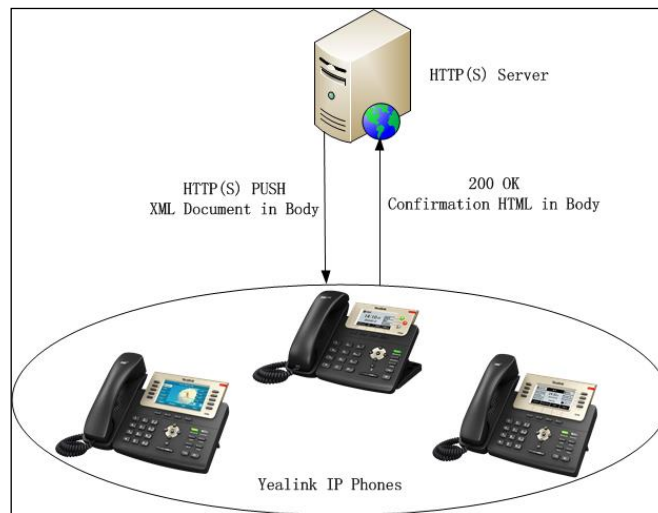 HTTP(S) Server
HTTP(S) PUSH
XML Document in Body
200 OK
Confirmation HTML in Body
Yealink IP Phones